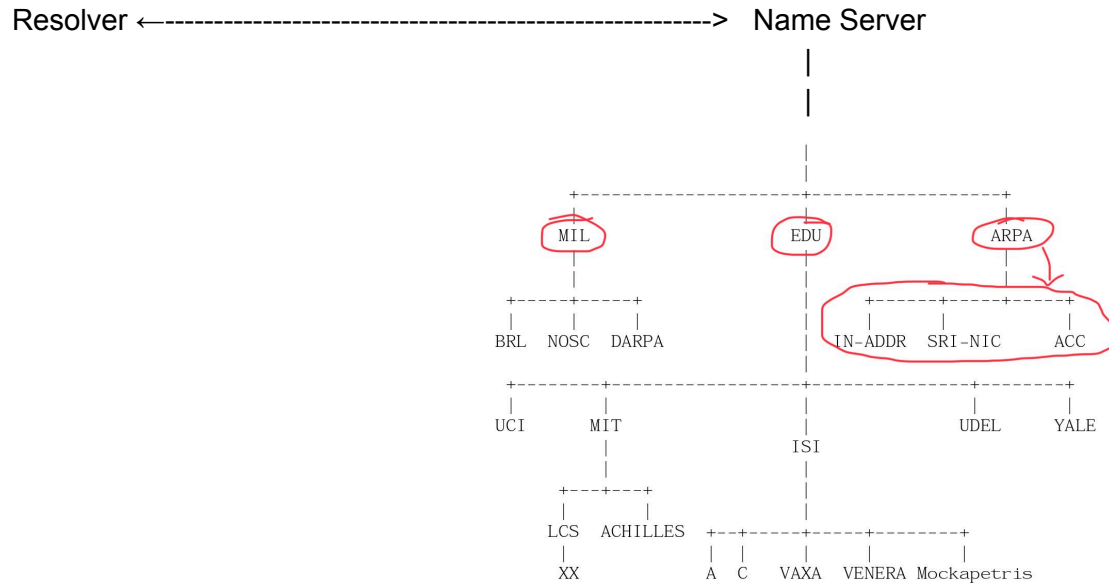 Resolver ←--------------------------------------------------------> Name Server
MIL EDU ARPA
BRL NOSC DARPA IN-ADDR SRI-NIC ACC
UCI MIT UDEL YALE
ISI
LCS ACHILLES
XX A C VAXA VENERA Mockapetris